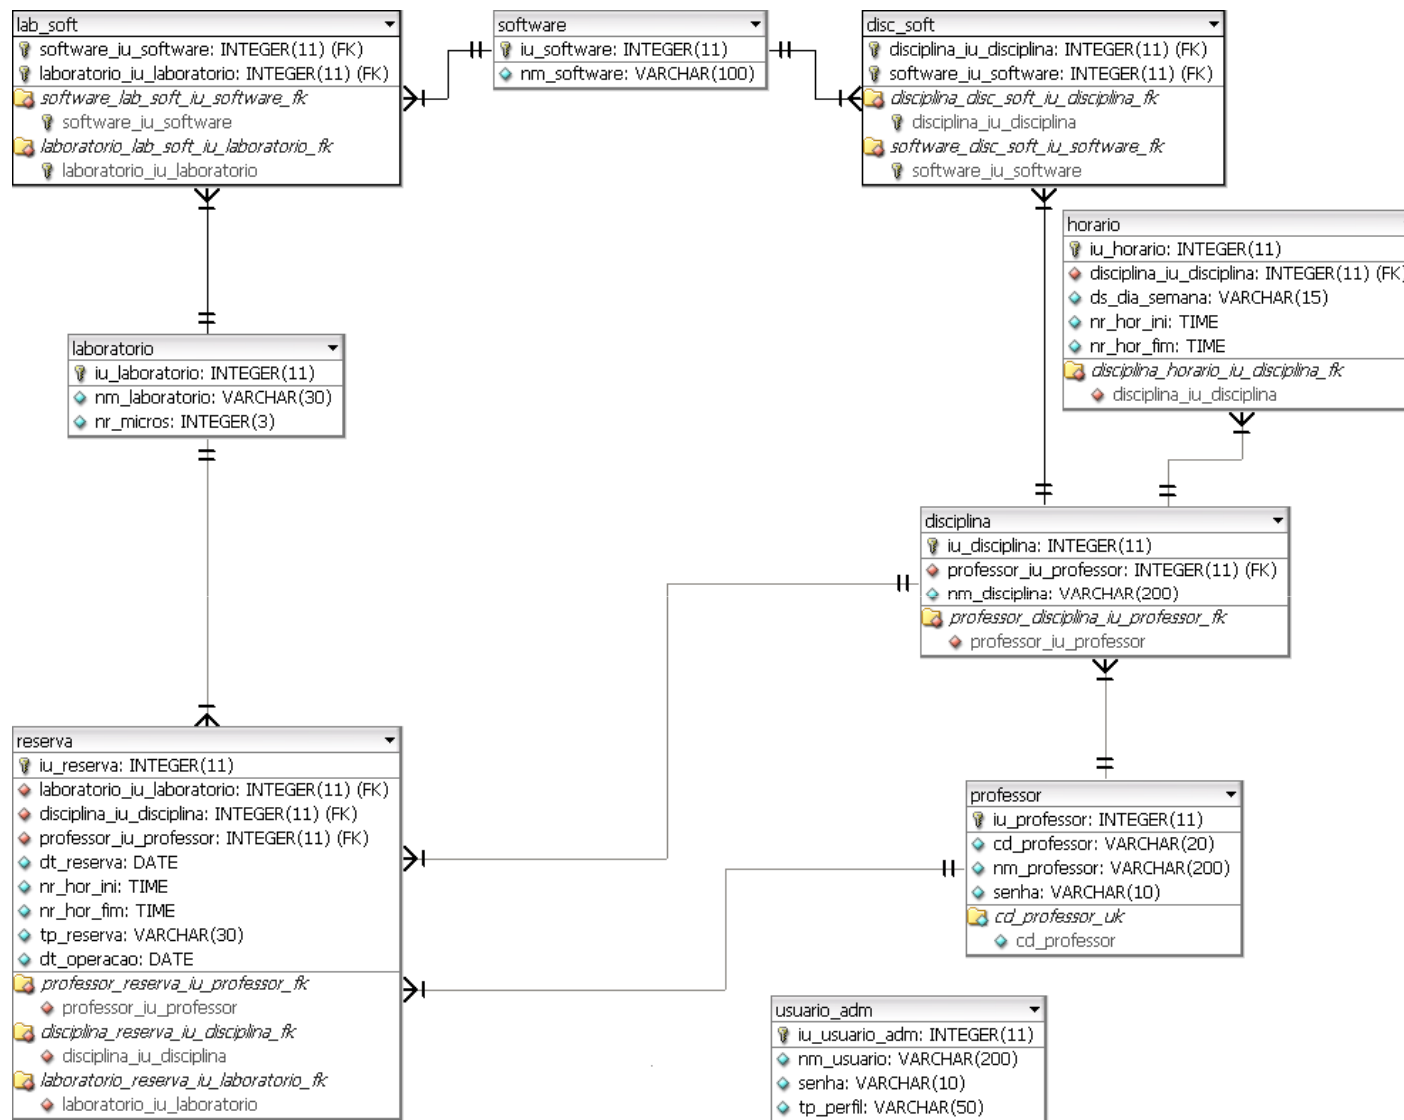 lab_soft
software_iu_software: INTEGER(11) (FK)
laboratorio_iu_laboratorio: INTEGER(11) (FK)
software_lab_soft_iu_software_fk
software_iu_software
laboratorio_lab_soft_iu_laboratorio_fk
laboratorio_iu_laboratorio
software
iu_software: INTEGER(11)
nm_software: VARCHAR(100)
disc_soft
disciplina_iu_disciplina: INTEGER(11) (FK)
software_iu_software: INTEGER(11) (FK)
disciplina_disc_soft_iu_disciplina_fk
disciplina_iu_disciplina
software_disc_soft_iu_software_fk
software_iu_software
horario
iu_horario: INTEGER(11)
disciplina_iu_disciplina: INTEGER(11) (FK)
ds_dia_semana: VARCHAR(15)
nr_hor_ini: TIME
nr_hor_fim: TIME
disciplina_horario_iu_disciplina_fk
disciplina_iu_disciplina
laboratorio
iu_laboratorio: INTEGER(11)
nm_laboratorio: VARCHAR(30)
nr_micros: INTEGER(3)
disciplina
iu_disciplina: INTEGER(11)
professor_iu_professor: INTEGER(11) (FK)
nm_disciplina: VARCHAR(200)
professor_disciplina_iu_professor_fk
professor_iu_professor
reserva
iu_reserva: INTEGER(11)
laboratorio_iu_laboratorio: INTEGER(11) (FK)
disciplina_iu_disciplina: INTEGER(11) (FK)
professor_iu_professor: INTEGER(11) (FK)
dt_reserva: DATE
nr_hor_ini: TIME
nr_hor_fim: TIME
tp_reserva: VARCHAR(30)
dt_operacao: DATE
professor_reserva_iu_professor_fk
professor_iu_professor
disciplina_reserva_iu_disciplina_fk
disciplina_iu_disciplina
laboratorio_reserva_iu_laboratorio_fk
laboratorio_iu_laboratorio
professor
iu_professor: INTEGER(11)
cd_professor: VARCHAR(20)
nm_professor: VARCHAR(200)
senha: VARCHAR(10)
cd_professor_uk
cd_professor
usuario_adm
iu_usuario_adm: INTEGER(11)
nm_usuario: VARCHAR(200)
senha: VARCHAR(10)
tp_perfil: VARCHAR(50)